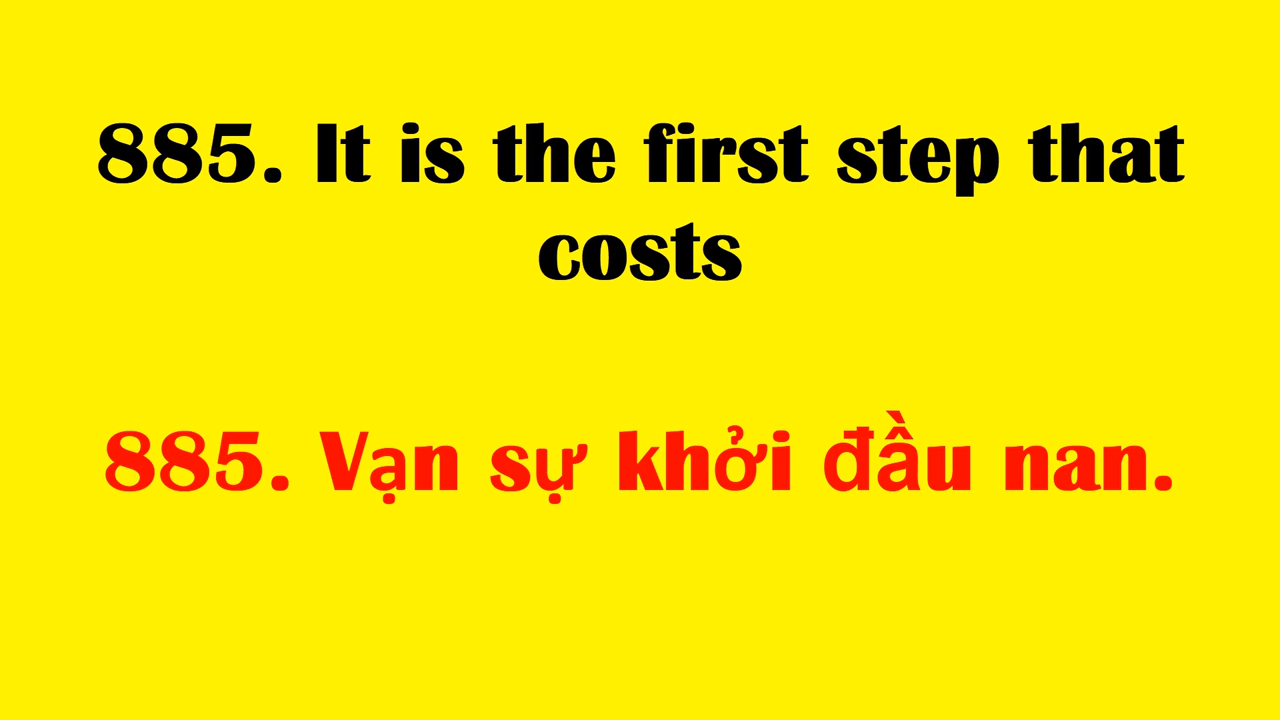 885. It is the first step that
costs
885. Vạn sự khởi đầu nan.